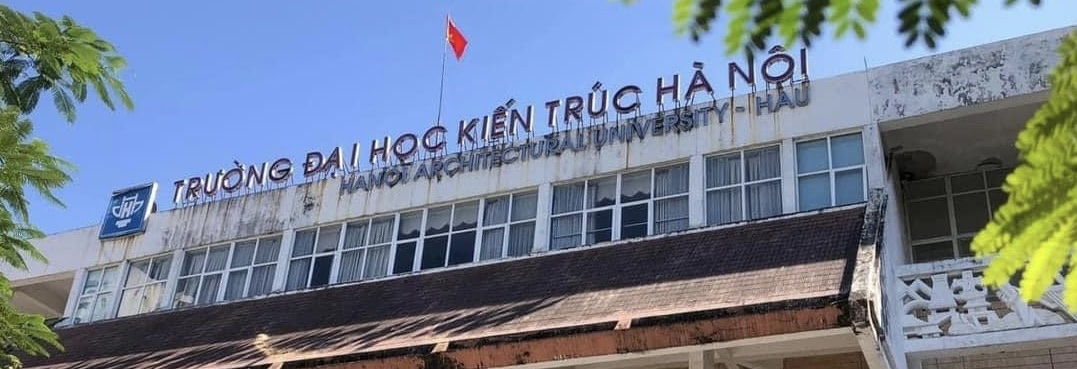 TRƯỜNG ĐẠI HỌC KIẾN TRÚC HÀ NỘI
HANOI ARCHITECTURAL UNIVERSITY - HAU